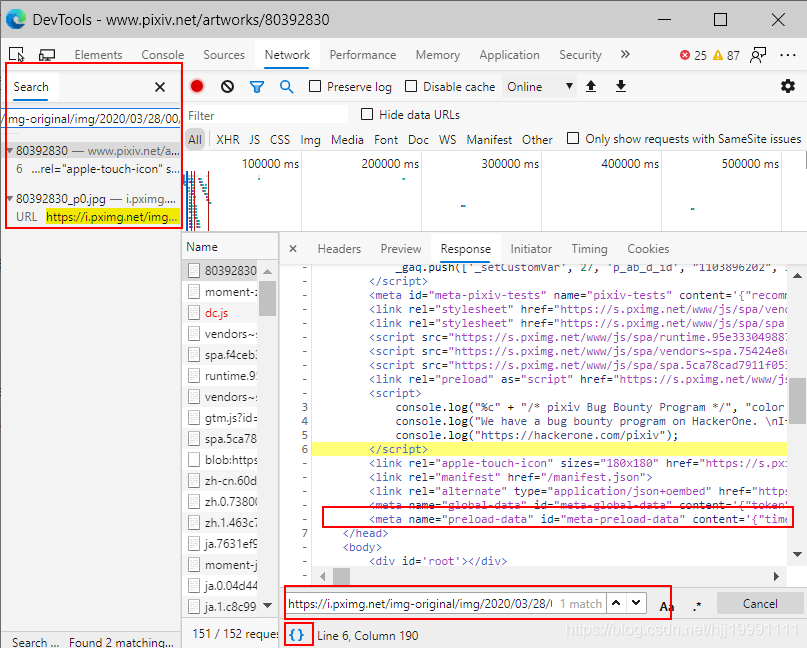 DevTools - www.pixiv.net/artworks/80392830
Elements Console Sources Network Performance Memory Application Security » 25 87 ···
Search ×
Preserve log Disable cache Online ▼
img-original/img/2020/03/28/00/
Filter Hide data URLs
All XHR JS CSS Img Media Font Doc WS Manifest Other Only show requests with SameSite issues
80392830 — www.pixiv.net/a...
6 ...rel="apple-touch-icon" s...
80392830_p0.jpg — i.pximg....
URL https://i.pximg.net/img...
100000 ms 200000 ms 300000 ms 400000 ms 500000 ms
Name
80392830
moment-z
dc.js
vendors~s
spa.f4ceb3
runtime.95
vendors~
gtm.js?id=
spa.5ca78
blob:https
zh-cn.60d
zh.0.73800
zh.1.463c7
ja.7631ef9
moment-j
ja.0.04d44
ja.1.c8c99
× Headers Preview Response Initiator Timing Cookies
- _gaq.push(['_setCustomVar', 27, 'p_ab_d_id', "1103896202",
- </script>
- <meta id="meta-pixiv-tests" name="pixiv-tests" content='{"recomm
- <link rel="stylesheet" href="https://s.pximg.net/www/js/spa/vend
- <link rel="stylesheet" href="https://s.pximg.net/www/js/spa/spa.
- <script src="https://s.pximg.net/www/js/spa/runtime.95e333049887
- <script src="https://s.pximg.net/www/js/spa/vendors~spa.75424e8c
- <script src="https://s.pximg.net/www/js/spa/spa.5ca78cad7911f053
- <link rel="preload" as="script" href="https://s.pximg.net/www/js
- <script>
3 console.log("%c" + "/* pixiv Bug Bounty Program */", "color
4 console.log("We have a bug bounty program on HackerOne. \nIt
5 console.log("https://hackerone.com/pixiv");
6 </script>
- <link rel="apple-touch-icon" sizes="180x180" href="https://s.pxi
- <link rel="manifest" href="/manifest.json">
- <link rel="alternate" type="application/json+oembed" href="https
- <meta name="global-data" id="meta-global-data" content='{"token"
- <meta name="preload-data" id="meta-preload-data" content='{"time
7 </head>
- <body>
- <div id='root'></div>
https://i.pximg.net/img-original/img/2020/03/28/ 1 match Aa .* Cancel
Search ... Found 2 matching...
151 / 152 reque
{} Line 6, Column 190
https://blog.csdn.net/hjj19991111